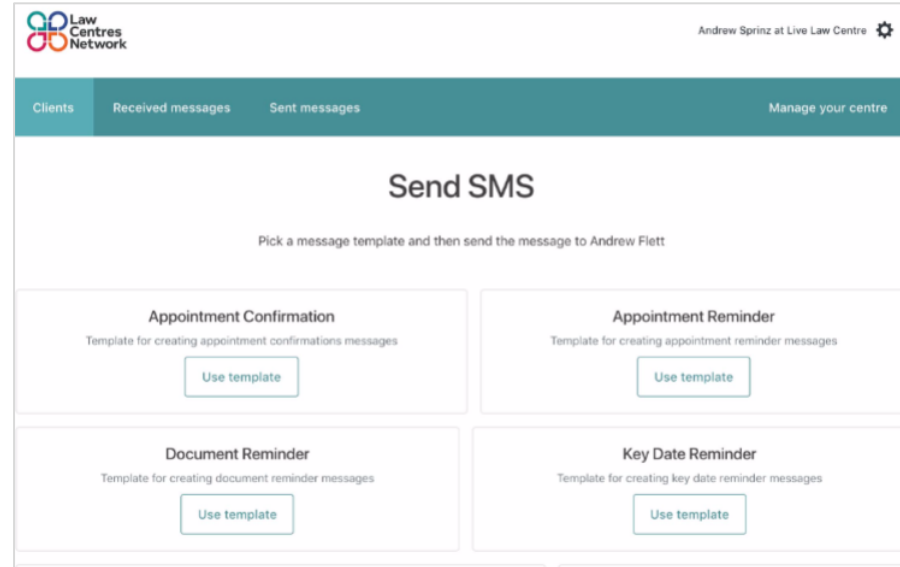 Law
Centres
Network
Andrew Sprinz at Live Law Centre
Clients
Received messages
Sent messages
Manage your centre
Send SMS
Pick a message template and then send the message to Andrew Flett
Appointment Confirmation
Template for creating appointment confirmations messages
Use template
Appointment Reminder
Template for creating appointment reminder messages
Use template
Document Reminder
Template for creating document reminder messages
Use template
Key Date Reminder
Template for creating key date reminder messages
Use template